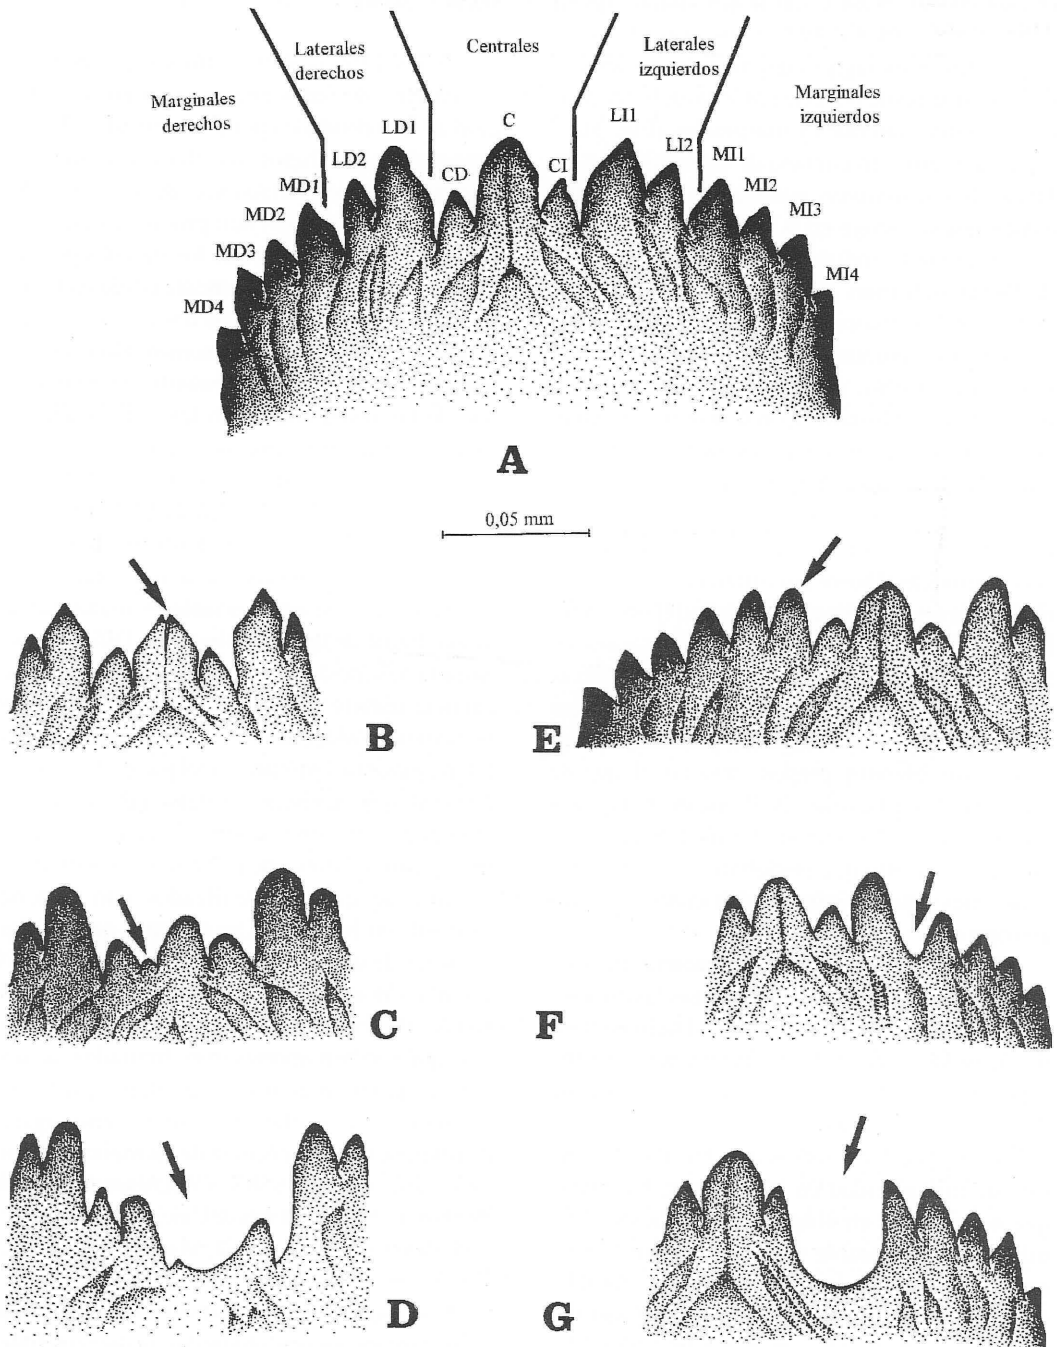 Laterales
derechos
Centrales
Laterales
izquierdos
Marginales
derechos
Marginales
izquierdos
LD2
LD1
C
LI1
LI2
MI1
MD1
CD
CI
MI2
MD2
MI3
MD3
MI4
MD4
A
0,05 mm
B
E
C
F
D
G